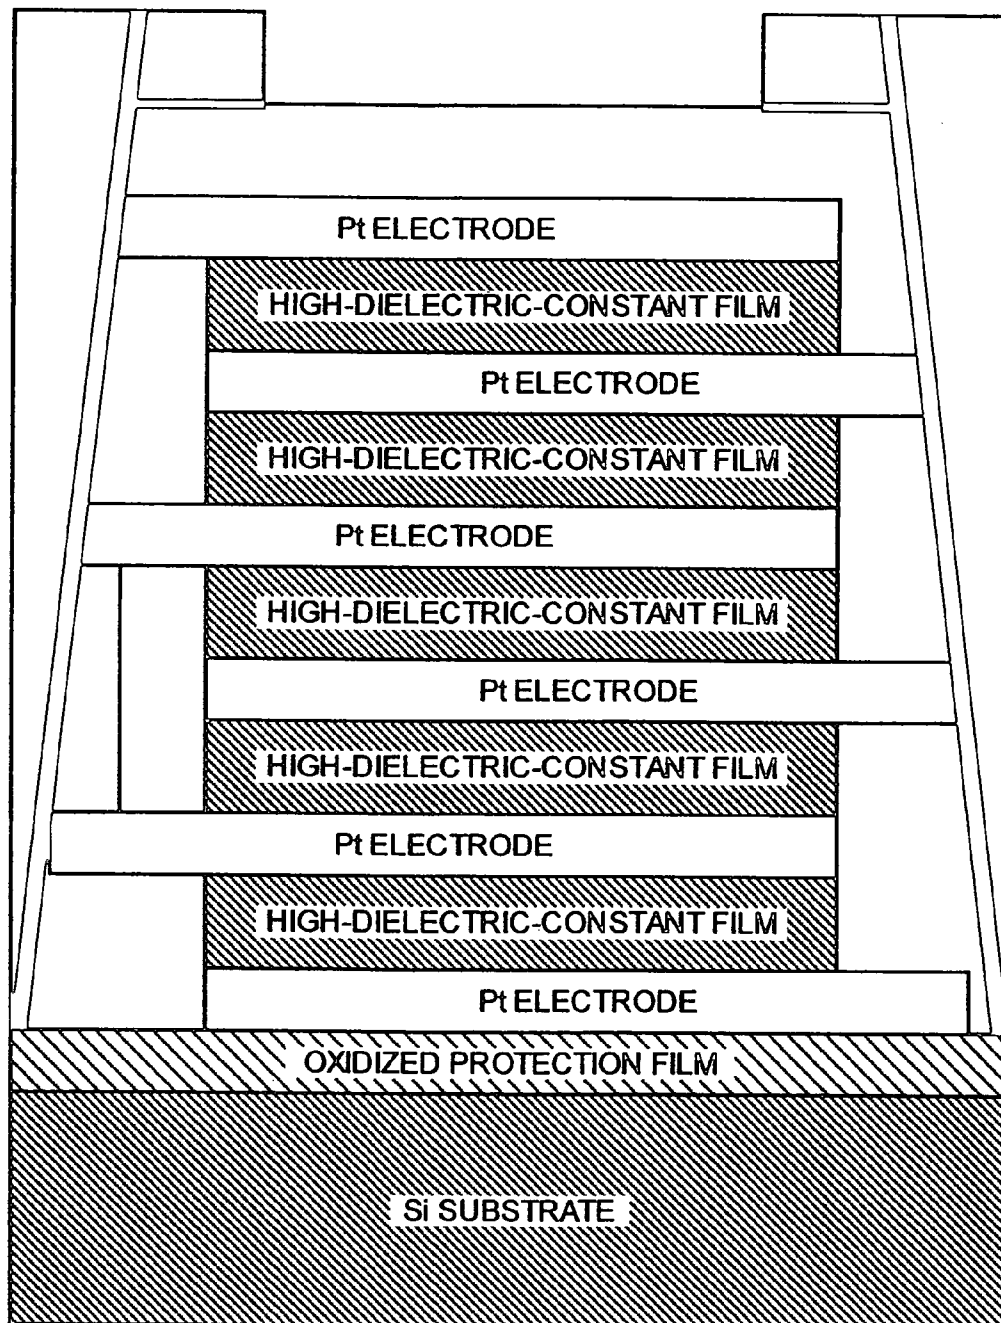 Pt ELECTRODE
HIGH-DIELECTRIC-CONSTANT FILM
Pt ELECTRODE
HIGH-DIELECTRIC-CONSTANT FILM
Pt ELECTRODE
HIGH-DIELECTRIC-CONSTANT FILM
Pt ELECTRODE
HIGH-DIELECTRIC-CONSTANT FILM
Pt ELECTRODE
HIGH-DIELECTRIC-CONSTANT FILM
Pt ELECTRODE
OXIDIZED PROTECTION FILM
Si SUBSTRATE